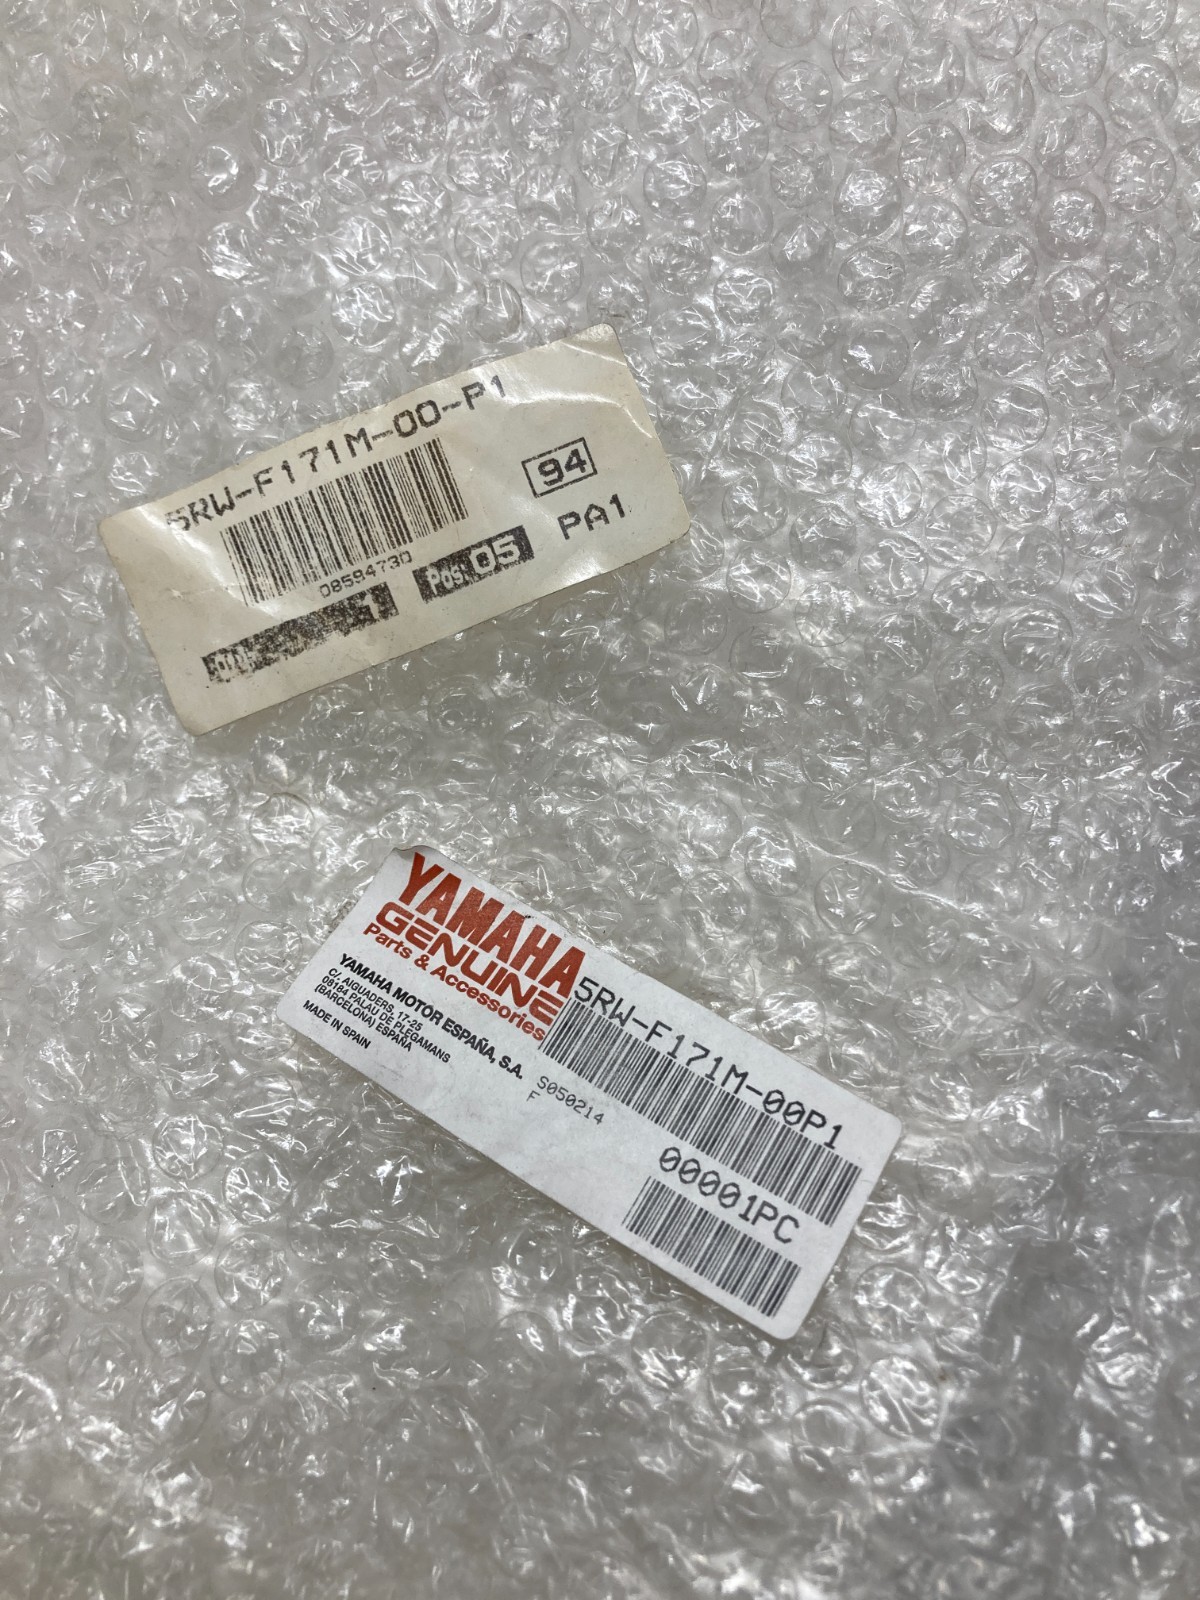 5RW-F171M-00-P1
08594730
94
1
Pos: 05
PA1
YAMAHA
GENUINE
Parts & Accessories
YAMAHA MOTOR ESPAÑA, S.A.
C/. AIGUADERS, 17-25
08184 PALAU DE PLEGAMANS
(BARCELONA) ESPAÑA
MADE IN SPAIN
5RW-F171M-00P1
S050214
F
00001PC